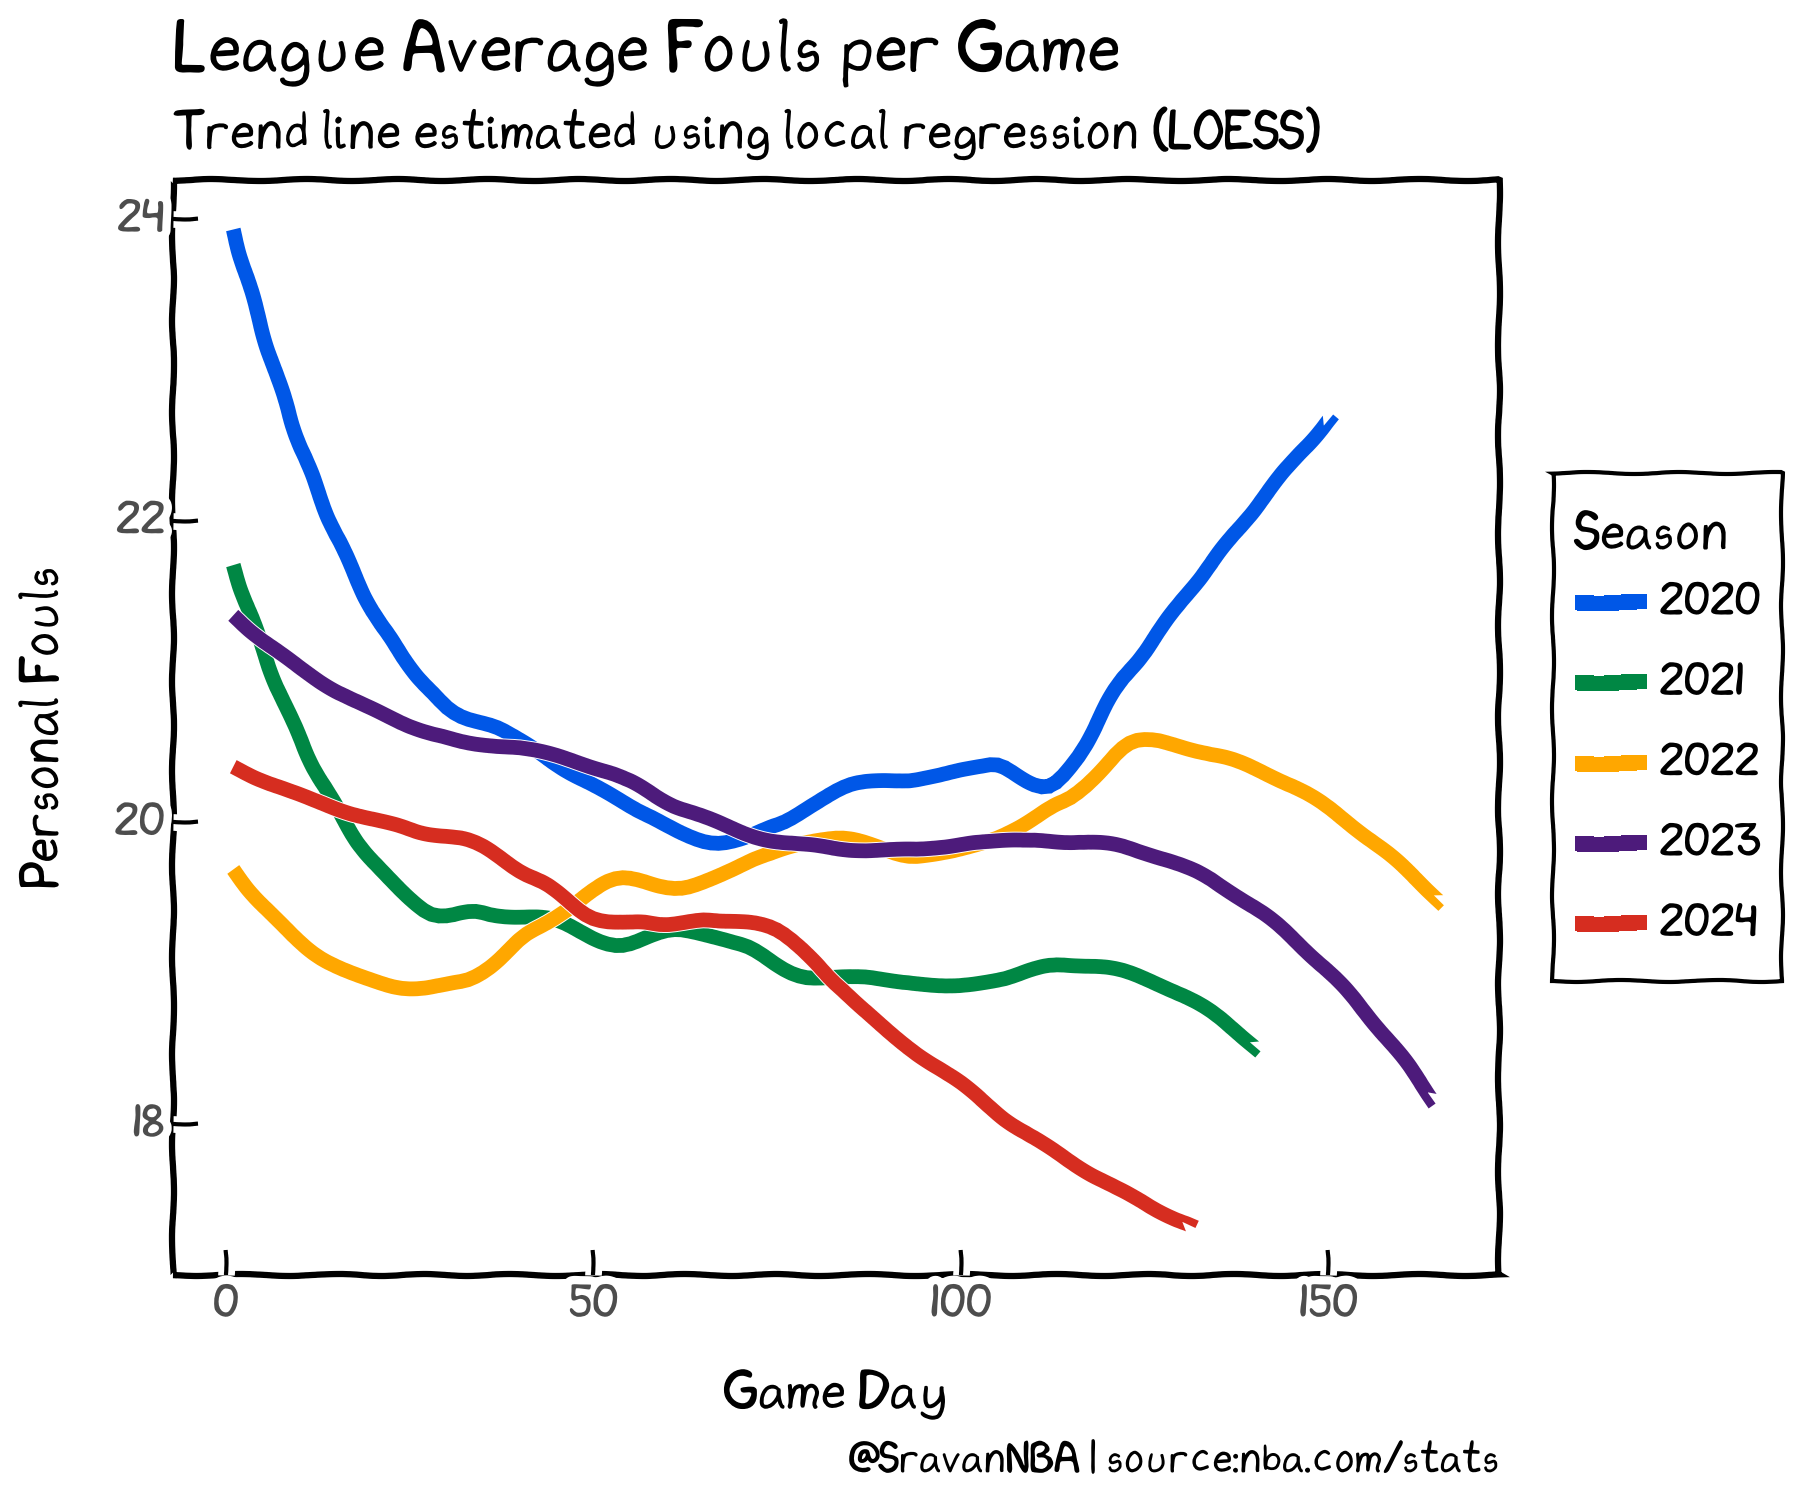 League Average Fouls per Game
Trend line estimated using local regression (LOESS)
24
22
20
18
Personal Fouls
0 50 100 150
Game Day
Season
2020
2021
2022
2023
2024
@SravanNBA | source:nba.com/stats